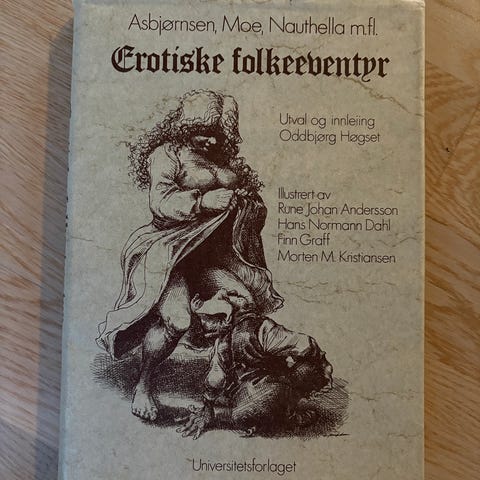 Asbjørnsen, Moe, Nauthella m.fl.
Erotiske folkeeventyr
Utval og innleiing
Oddbjørg Høgset
Illustrert av
Rune Johan Andersson
Hans Normann Dahl
Finn Graff
Morten M. Kristiansen
Universitetsforlaget